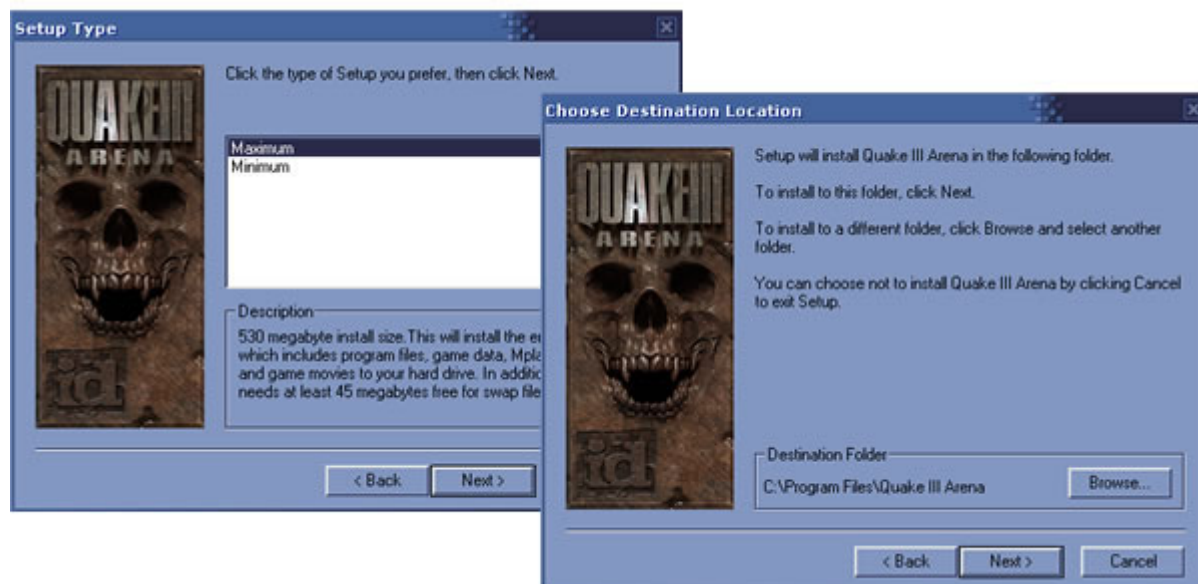 Setup Type
QUAKE III
ARENA
id
Click the type of Setup you prefer, then click Next.
Maximum
Minimum
Description
530 megabyte install size. This will install the
which includes program files, game data,
and game movies to your hard drive. In
needs at least 45 megabytes free for swap
< Back
Next >
Choose Destination Location
QUAKE III
ARENA
id
Setup will install Quake III Arena in the following folder.
To install to this folder, click Next.
To install to a different folder, click Browse and select another
folder.
You can choose not to install Quake III Arena by clicking Cancel
to exit Setup.
Destination Folder
C:\Program Files\Quake III Arena
Browse...
< Back
Next >
Cancel